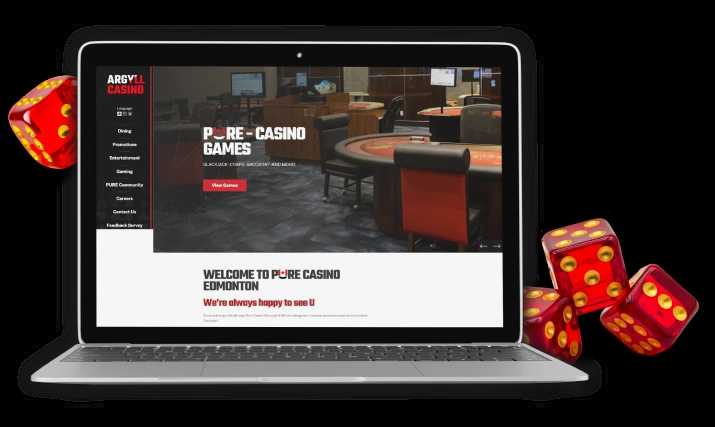 ARGYLL
CASINO
Language
Dining
Promotions
Entertainment
Gaming
PURE Community
Careers
Contact Us
Feedback Survey
PURE - CASINO
GAMES
BLACKJACK · CRAPS · BACCARAT · AND MORE!
View Games
WELCOME TO PURE CASINO
EDMONTON
We're always happy to see U